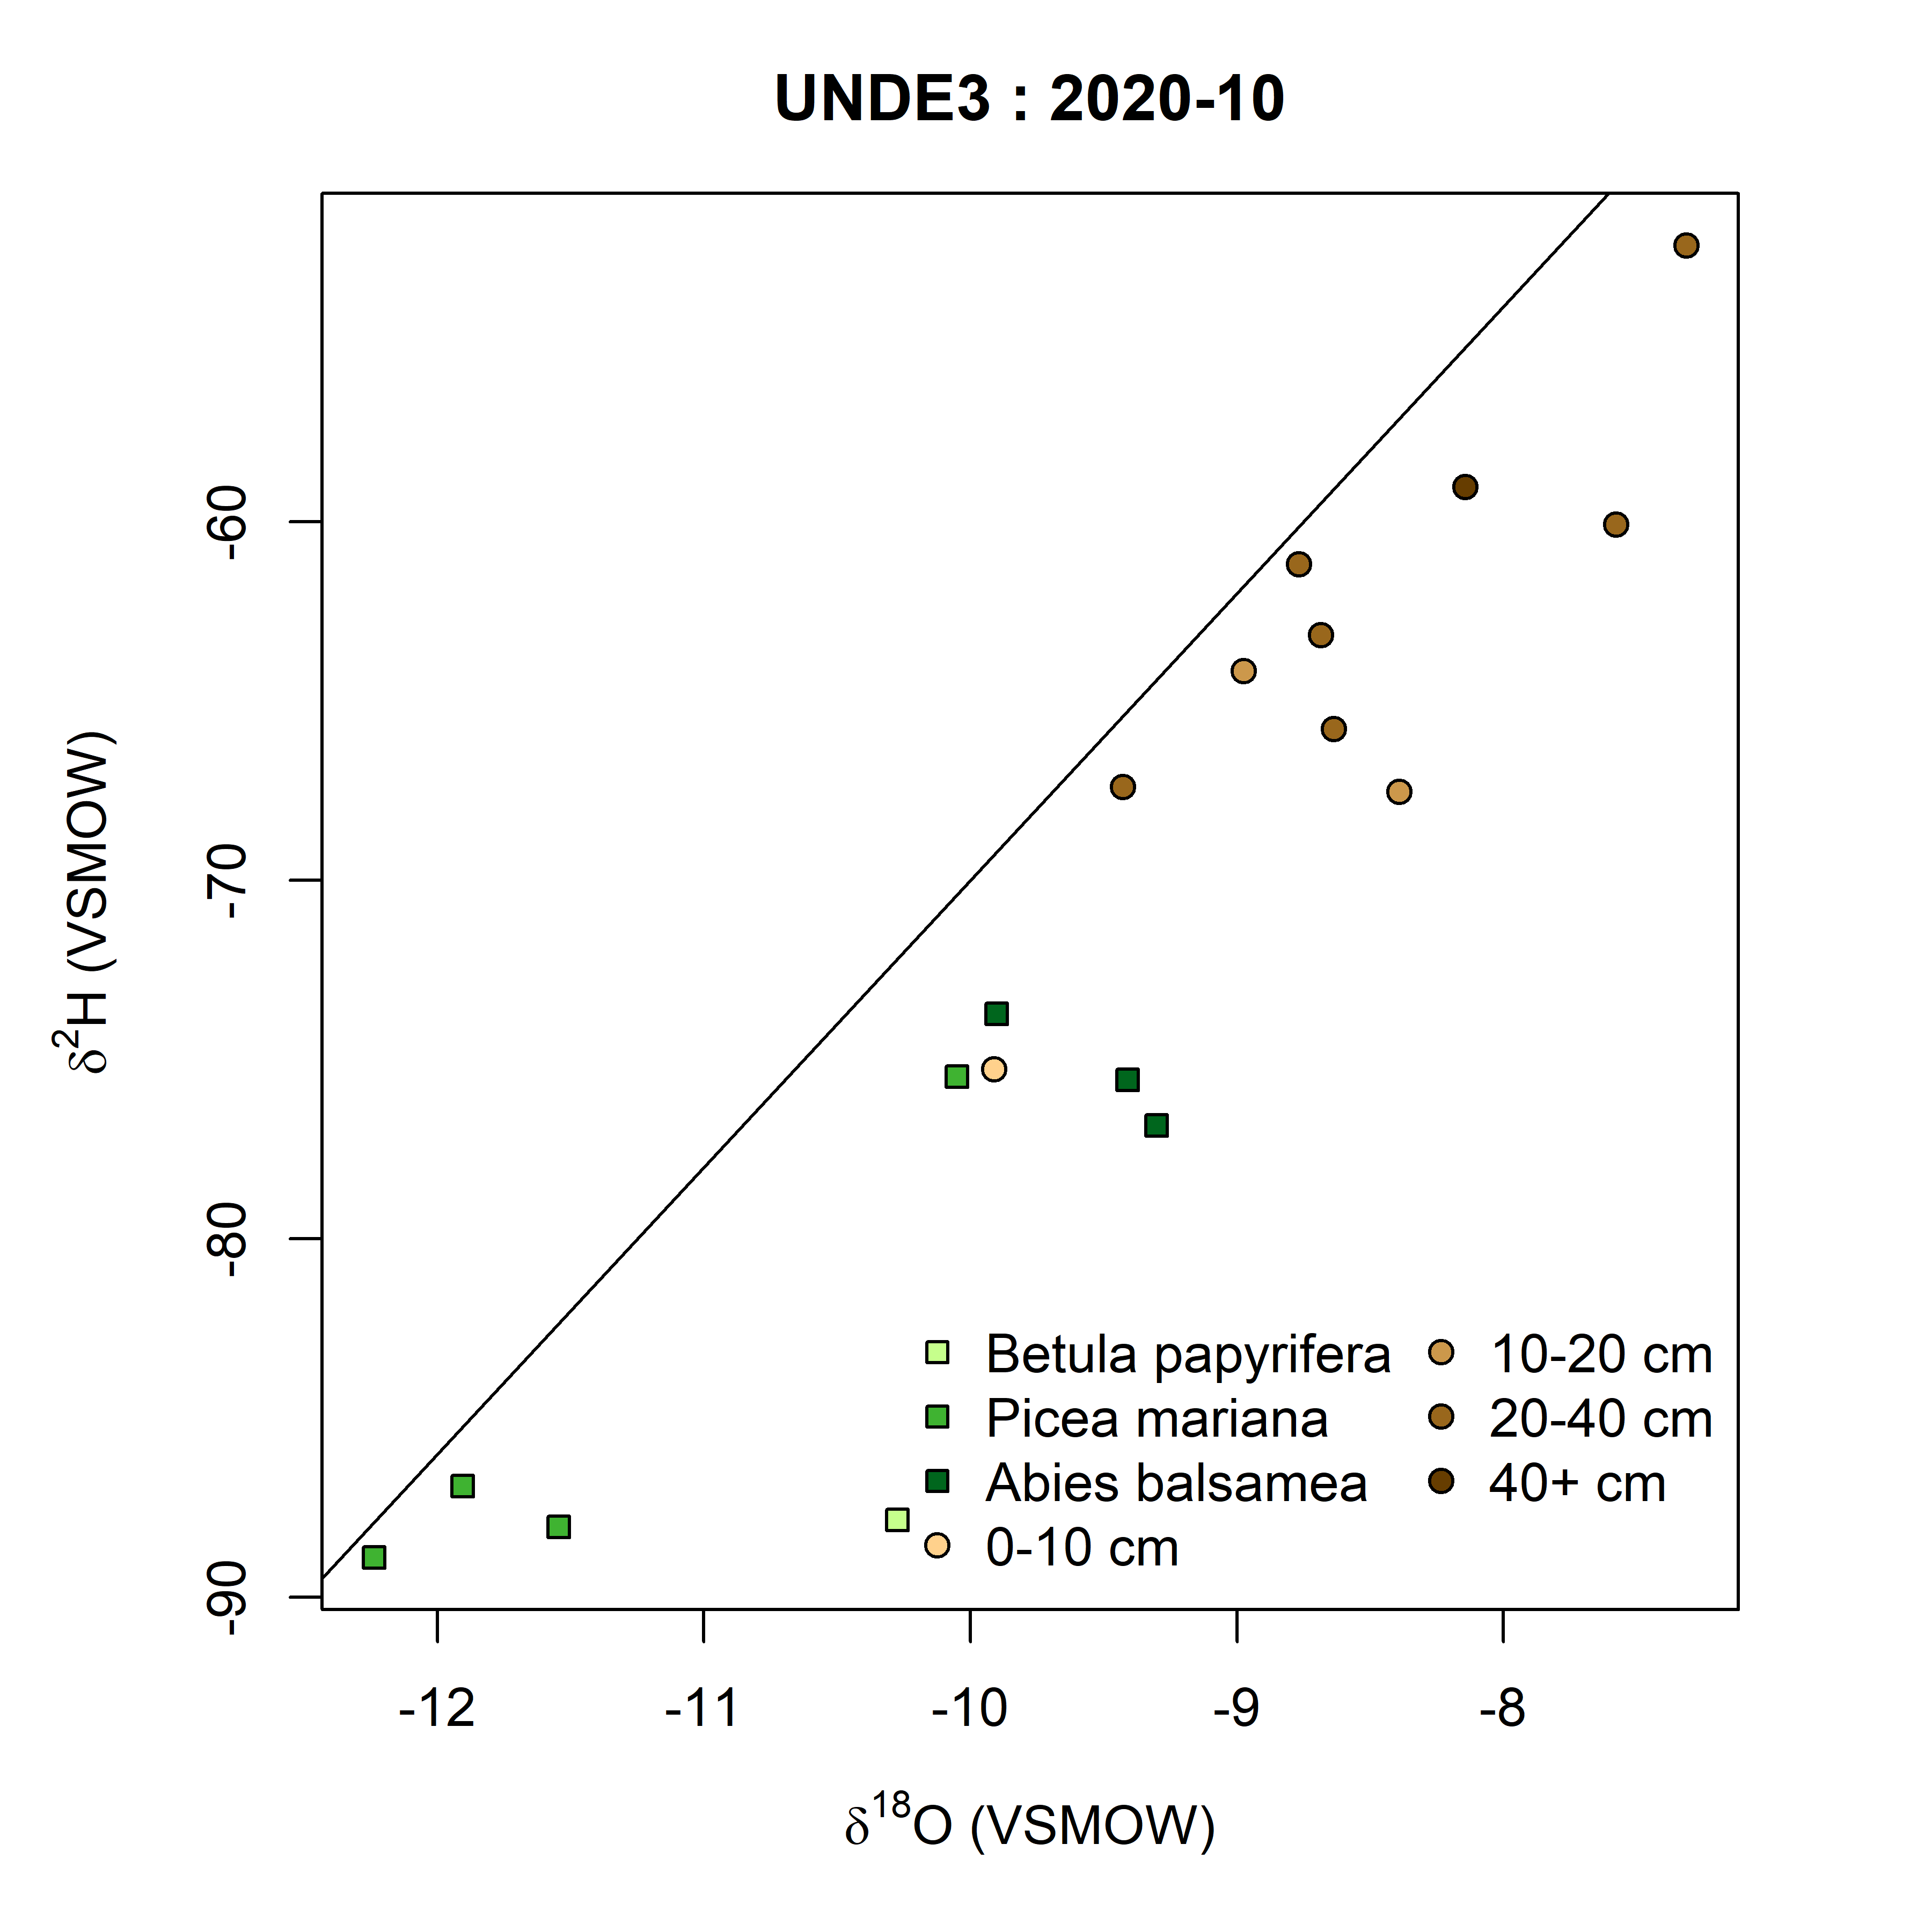 UNDE3 : 2020-10
-60
-70
-80
-90
δ²H (VSMOW)
Betula papyrifera
Picea mariana
Abies balsamea
0-10 cm
10-20 cm
20-40 cm
40+ cm
-12
-11
-10
-9
-8
δ¹⁸O (VSMOW)